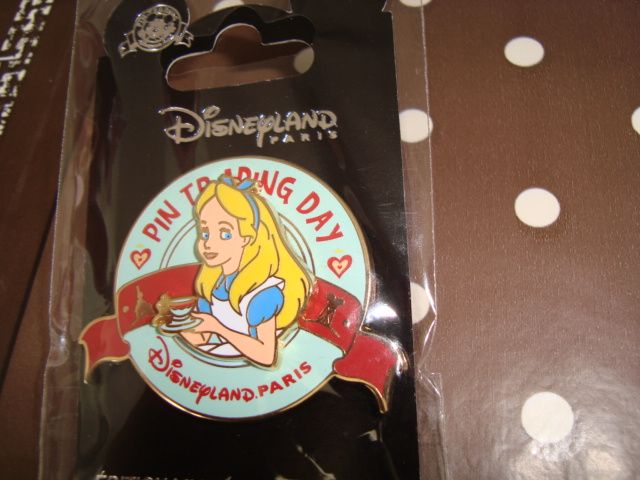 DISNEYLAND
PARIS
PIN TRADING DAY
DISNEYLAND PARIS